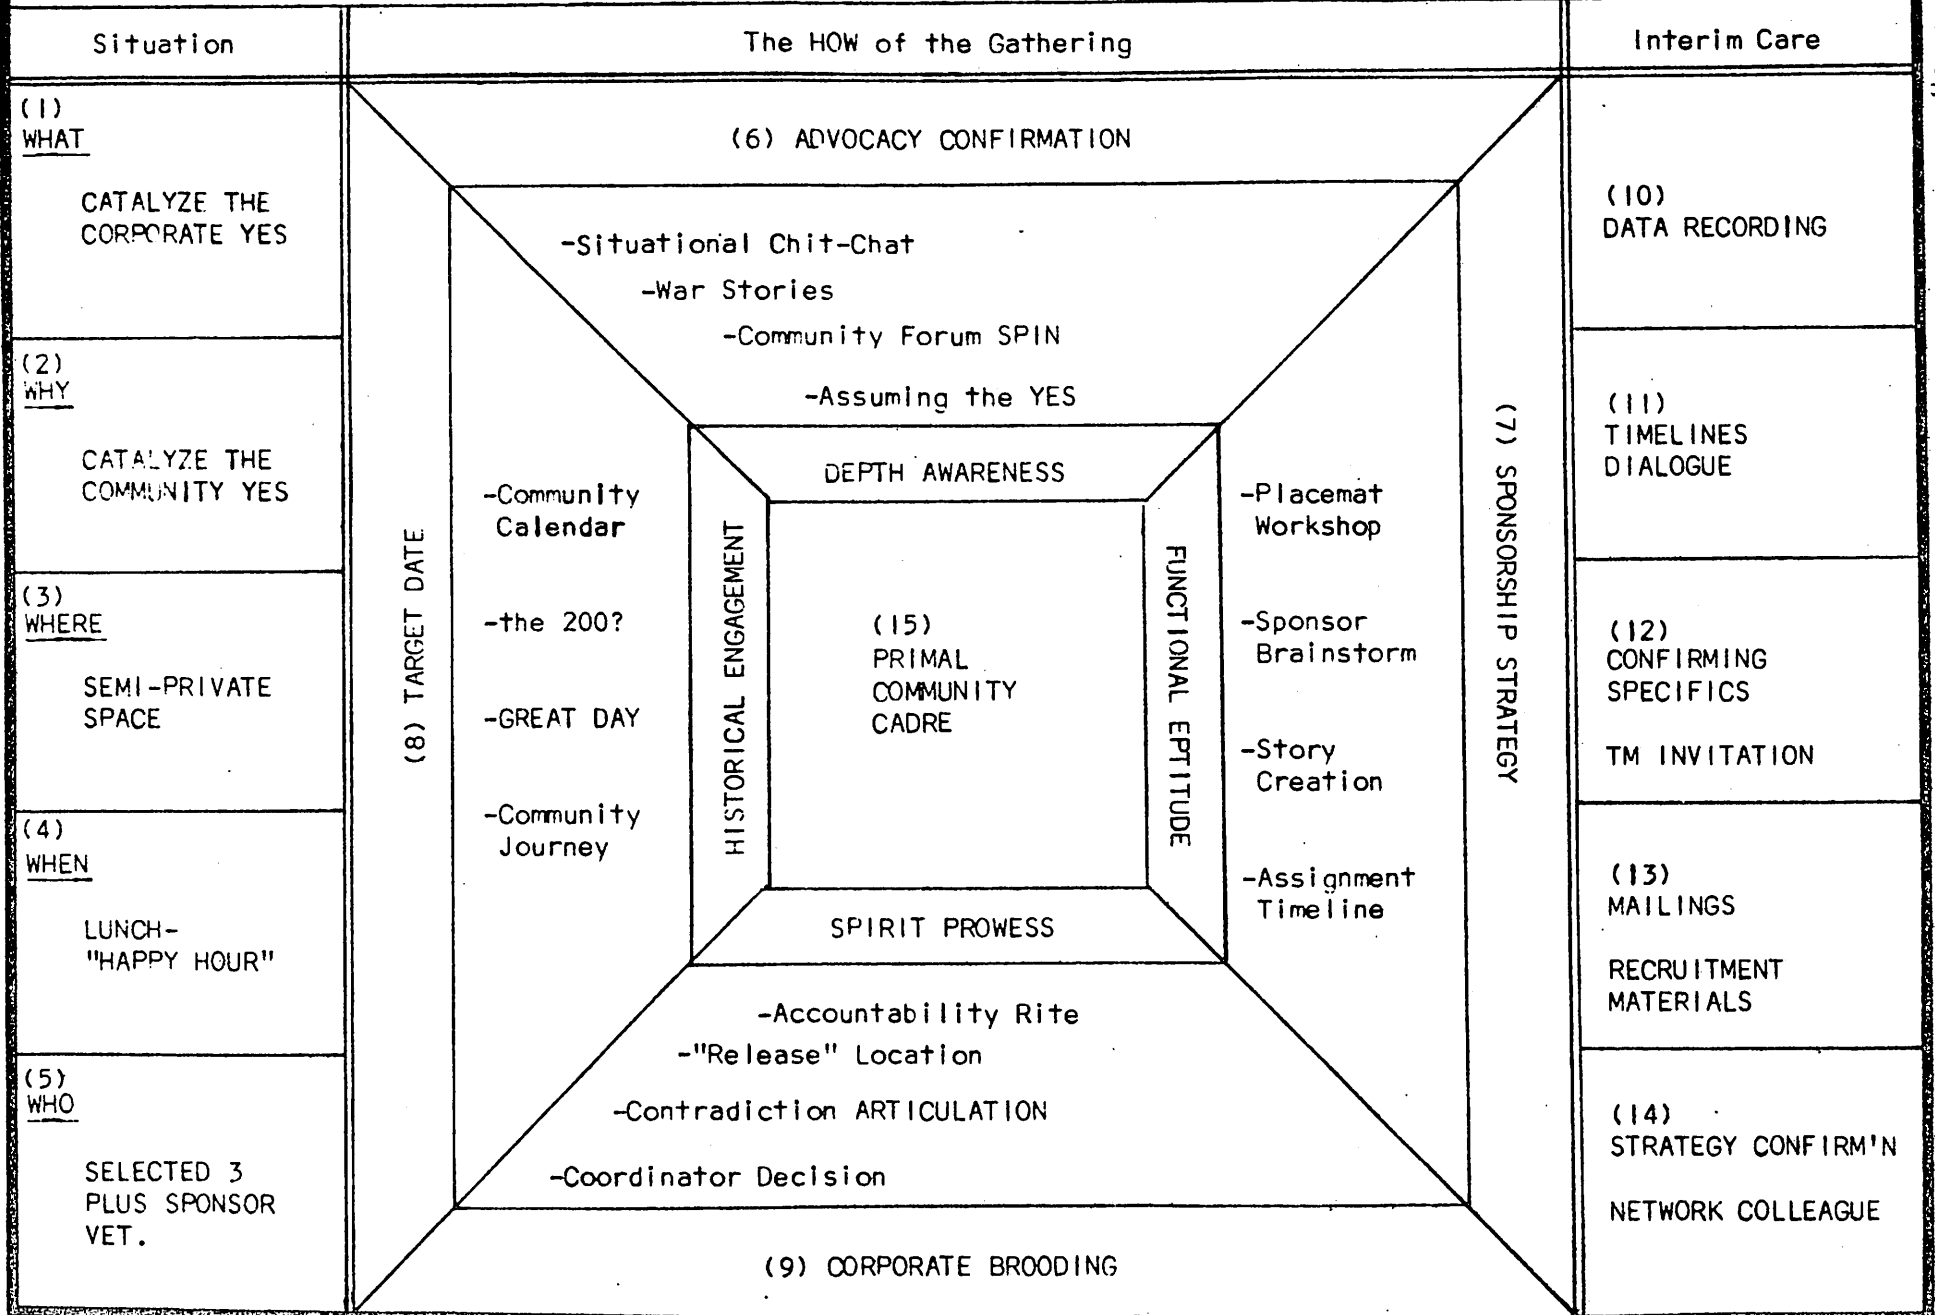 Situation
The HOW of the Gathering
Interim Care
(1)
WHAT
CATALYZE THE
CORPORATE YES
(2)
WHY
CATALYZE THE
COMMUNITY YES
(3)
WHERE
SEMI-PRIVATE
SPACE
(4)
WHEN
LUNCH-
"HAPPY HOUR"
(5)
WHO
SELECTED 3
PLUS SPONSOR
VET.
(6) ADVOCACY CONFIRMATION
-Situational Chit-Chat
-War Stories
-Community Forum SPIN
-Assuming the YES
DEPTH AWARENESS
(7) SPONSORSHIP STRATEGY
-Placemat
Workshop
-Sponsor
Brainstorm
-Story
Creation
-Assignment
Timeline
FUNCTIONAL EPTITUDE
(8) TARGET DATE
-Community
Calendar
-the 200?
-GREAT DAY
-Community
Journey
HISTORICAL ENGAGEMENT
(15)
PRIMAL
COMMUNITY
CADRE
SPIRIT PROWESS
-Accountability Rite
-"Release" Location
-Contradiction ARTICULATION
-Coordinator Decision
(9) CORPORATE BROODING
(10)
DATA RECORDING
(11)
TIMELINES
DIALOGUE
(12)
CONFIRMING
SPECIFICS
TM INVITATION
(13)
MAILINGS
RECRUITMENT
MATERIALS
(14)
STRATEGY CONFIRM'N
NETWORK COLLEAGUE